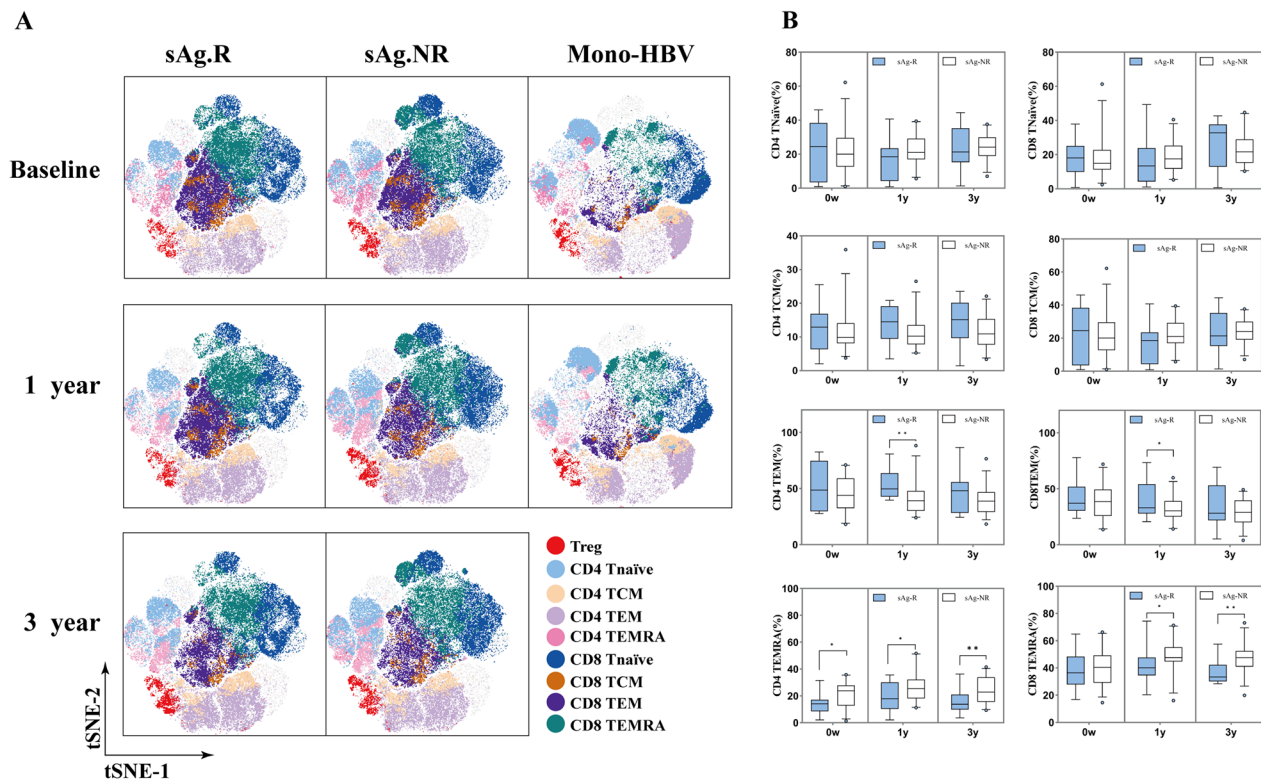 A
sAg.R
sAg.NR
Mono-HBV
Baseline
1 year
3 year
tSNE-2
tSNE-1
Treg
CD4 Tnaïve
CD4 TCM
CD4 TEM
CD4 TEMRA
CD8 Tnaïve
CD8 TCM
CD8 TEM
CD8 TEMRA
B
CD4 TNaïve(%)
80
60
40
20
0
sAg-R
sAg-NR
0w
1y
3y
CD8 TNaïve(%)
80
60
40
20
0
sAg-R
sAg-NR
0w
1y
3y
CD4 TCM(%)
40
30
20
10
0
sAg-R
sAg-NR
0w
1y
3y
CD8 TCM(%)
80
60
40
20
0
sAg-R
sAg-NR
0w
1y
3y
CD4 TEM(%)
100
50
0
sAg-R
sAg-NR
**
0w
1y
3y
CD8TEM(%)
100
50
0
sAg-R
sAg-NR
*
0w
1y
3y
CD4 TEMRA(%)
100
80
60
40
20
0
sAg-R
sAg-NR
*
*
**
0w
1y
3y
CD8 TEMRA(%)
100
80
60
40
20
0
sAg-R
sAg-NR
*
**
0w
1y
3y